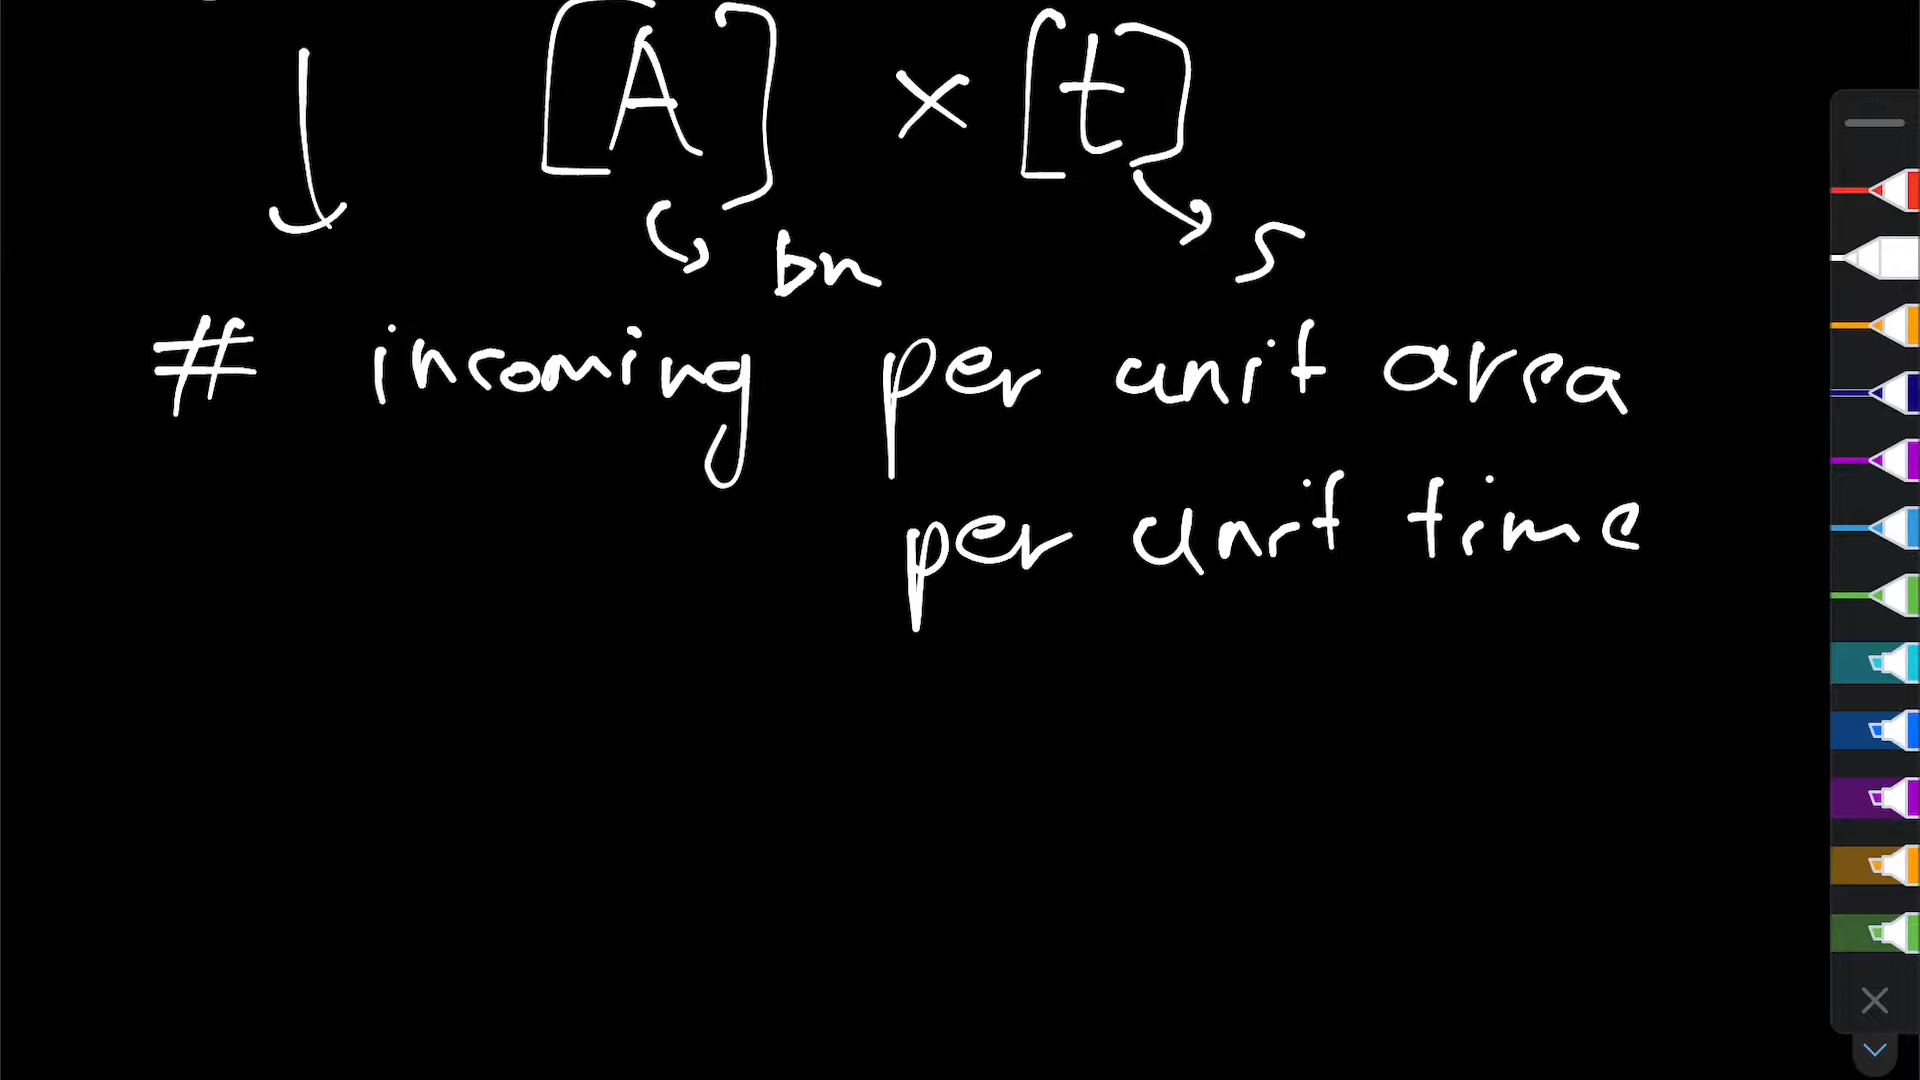 [A] × [t]
bn s
# incoming per unit area
per unit time